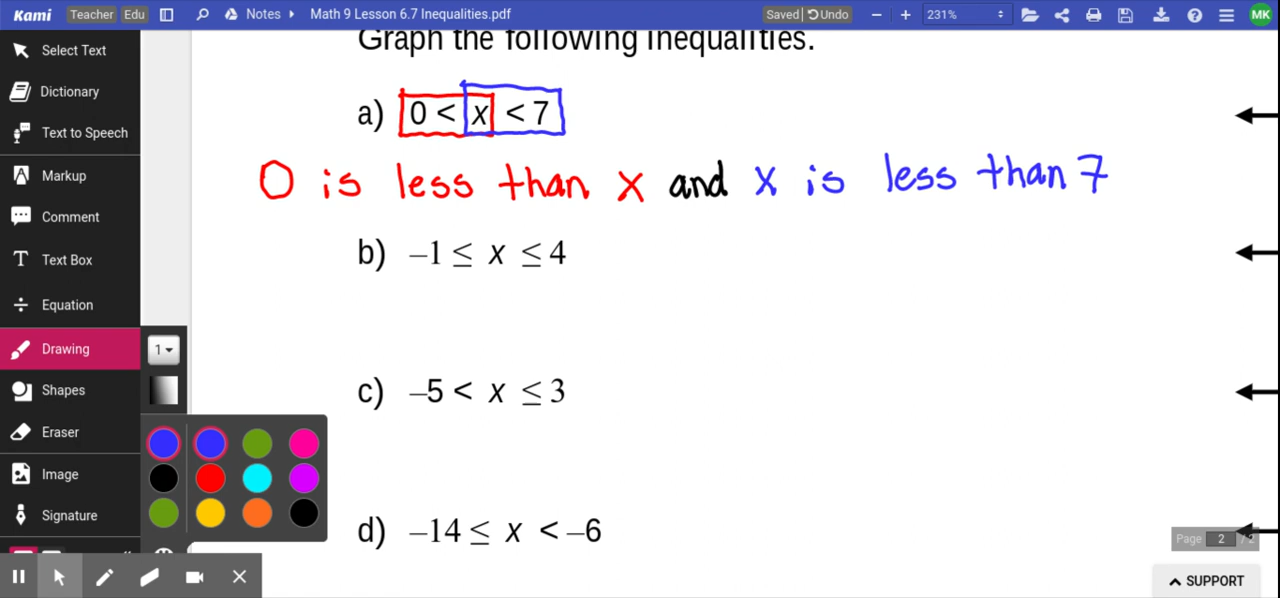 Kami Teacher Edu Notes Math 9 Lesson 6.7 Inequalities.pdf Saved Undo 231% MK
Select Text
Dictionary
Text to Speech
Markup
Comment
Text Box
Equation
Drawing
Shapes
Eraser
Image
Signature
1
Graph the following inequalities.
a) 0 < x < 7
0 is less than x and x is less than 7
b) –1 ≤ x ≤ 4
c) –5 < x ≤ 3
d) –14 ≤ x < –6
Page 2 / 2
SUPPORT